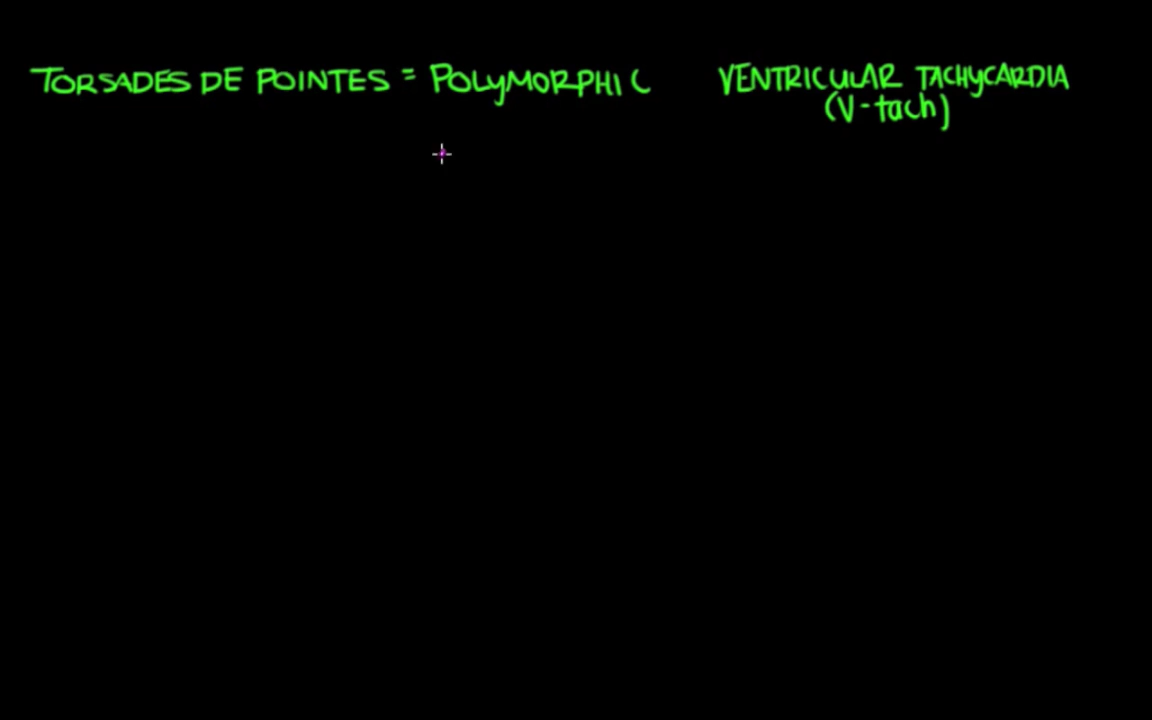 TORSADES DE POINTES = POLYMORPHIC VENTRICULAR TACHYCARDIA
(V-tach)